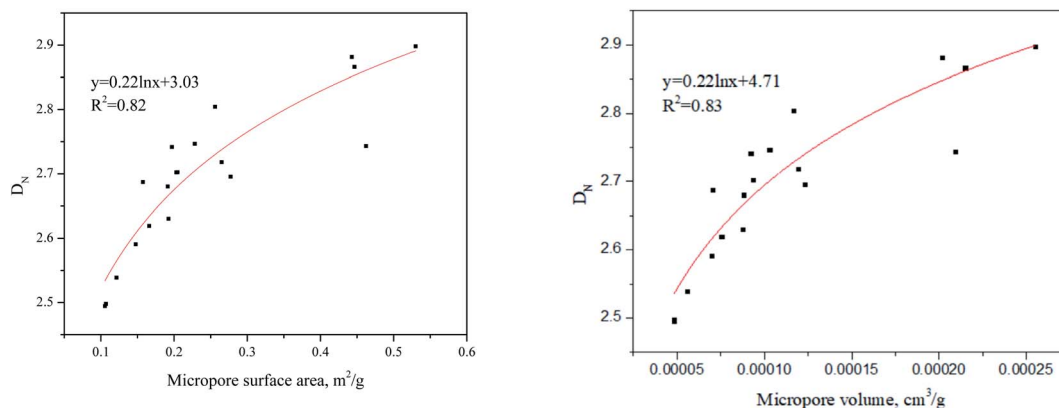 2.9
2.8
2.7
2.6
2.5
D_N
y=0.22lnx+3.03
R²=0.82
0.1 0.2 0.3 0.4 0.5 0.6
Micropore surface area, m²/g
2.9
2.8
2.7
2.6
2.5
D_N
y=0.22lnx+4.71
R²=0.83
0.00005 0.00010 0.00015 0.00020 0.00025
Micropore volume, cm³/g